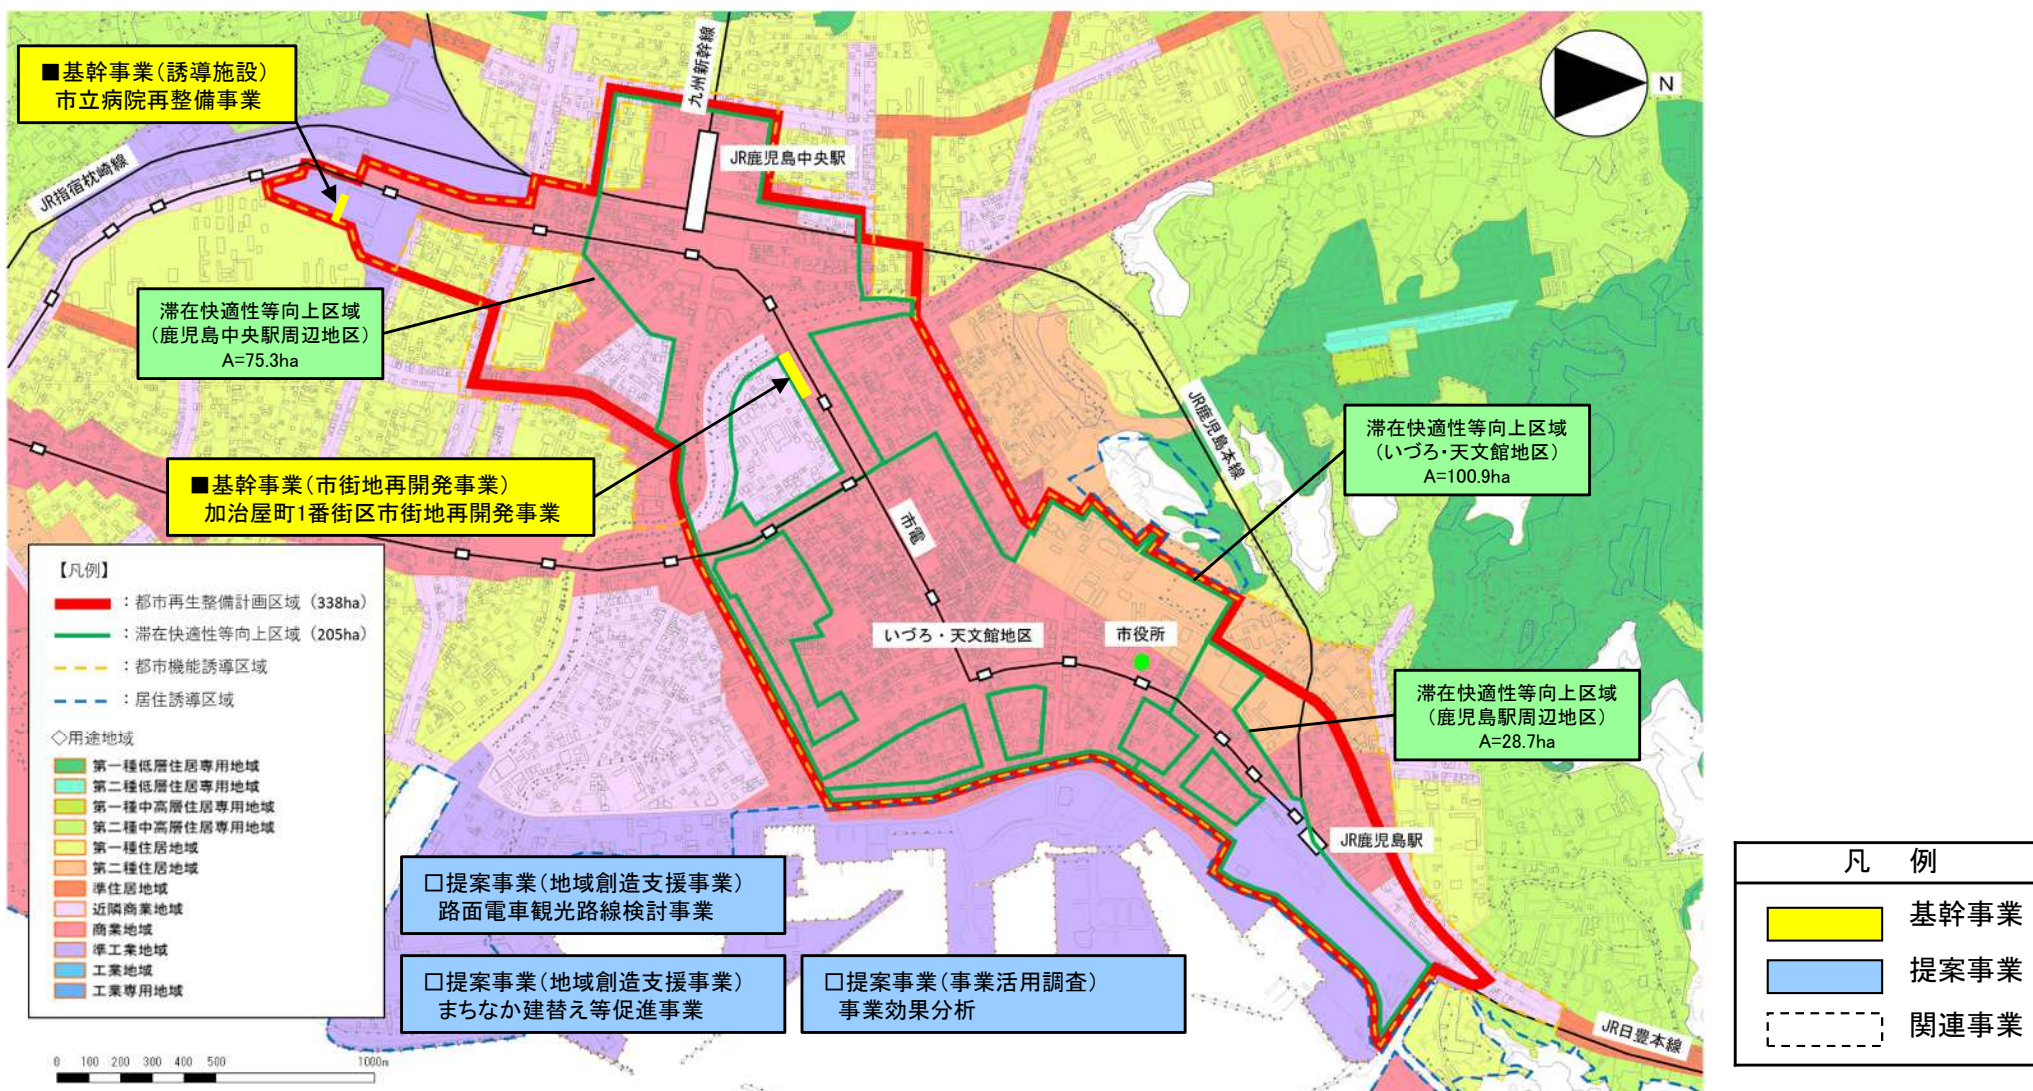 ■基幹事業(誘導施設)
市立病院再整備事業
九州新幹線
N
JR鹿児島中央駅
JR指宿枕崎線
滞在快適性等向上区域
(鹿児島中央駅周辺地区)
A=75.3ha
JR鹿児島本線
滞在快適性等向上区域
(いづろ・天文館地区)
A=100.9ha
■基幹事業(市街地再開発事業)
加治屋町1番街区市街地再開発事業
市電
いづろ・天文館地区
市役所
滞在快適性等向上区域
(鹿児島駅周辺地区)
A=28.7ha
JR鹿児島駅
JR日豊本線
【凡例】
:都市再生整備計画区域(338ha)
:滞在快適性等向上区域(205ha)
:都市機能誘導区域
:居住誘導区域
◇用途地域
第一種低層住居専用地域
第二種低層住居専用地域
第一種中高層住居専用地域
第二種中高層住居専用地域
第一種住居地域
第二種住居地域
準住居地域
近隣商業地域
商業地域
準工業地域
工業地域
工業専用地域
□提案事業(地域創造支援事業)
路面電車観光路線検討事業
□提案事業(地域創造支援事業)
まちなか建替え等促進事業
□提案事業(事業活用調査)
事業効果分析
0 100 200 300 400 500 1000m
凡 例
基幹事業
提案事業
関連事業